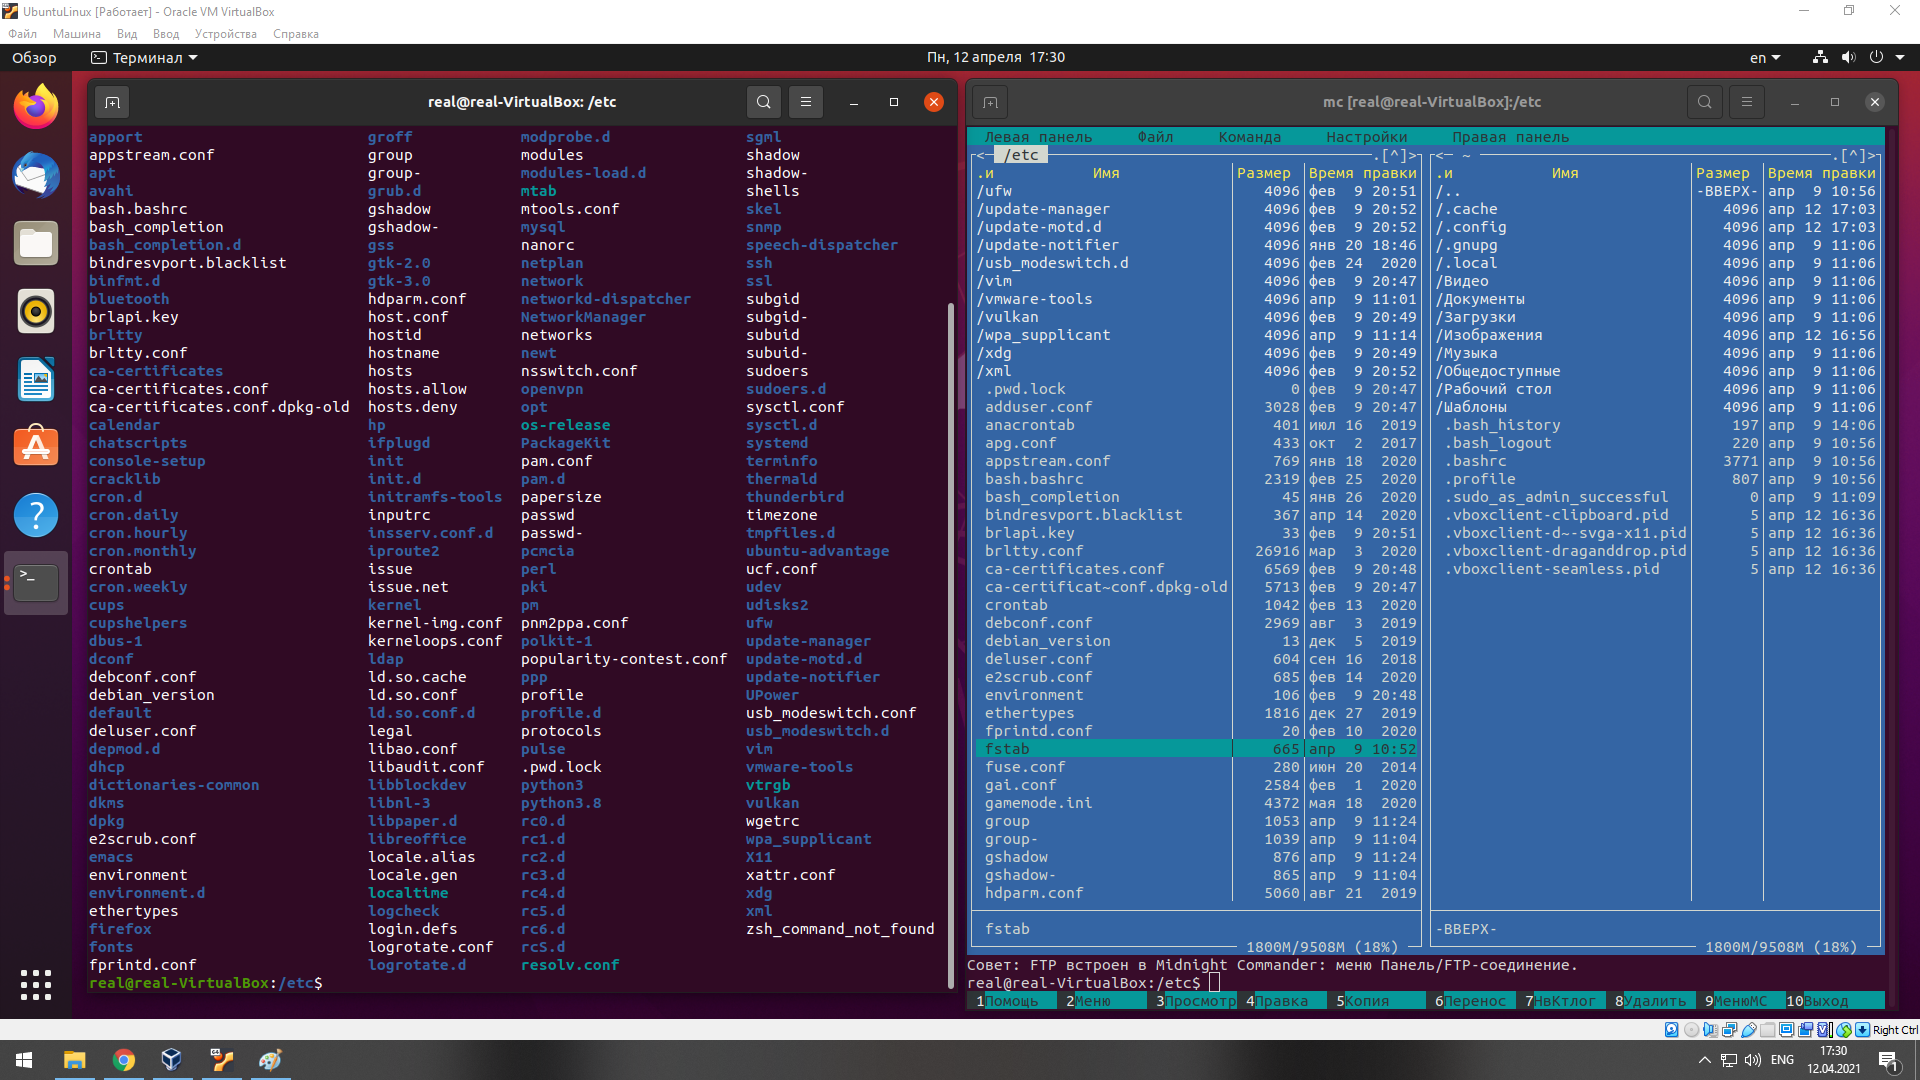 UbuntuLinux [Работает] - Oracle VM VirtualBox
Файл Машина Вид Ввод Устройства Справка
Обзор Терминал Пн, 12 апреля 17:30 en
real@real-VirtualBox: /etc
apport groff modprobe.d sgml
appstream.conf group modules shadow
apt group- modules-load.d shadow-
avahi grub.d mtab shells
bash.bashrc gshadow mtools.conf skel
bash_completion gshadow- mysql snmp
bash_completion.d gss nanorc speech-dispatcher
bindresvport.blacklist gtk-2.0 netplan ssh
binfmt.d gtk-3.0 network ssl
bluetooth hdparm.conf networkd-dispatcher subgid
brlapi.key host.conf NetworkManager subgid-
brltty hostid networks subuid
brltty.conf hostname newt subuid-
ca-certificates hosts nsswitch.conf sudoers
ca-certificates.conf hosts.allow openvpn sudoers.d
ca-certificates.conf.dpkg-old hosts.deny opt sysctl.conf
calendar hp os-release sysctl.d
chatscripts ifplugd PackageKit systemd
console-setup init pam.conf terminfo
cracklib init.d pam.d thermald
cron.d initramfs-tools papersize thunderbird
cron.daily inputrc passwd timezone
cron.hourly insserv.conf.d passwd- tmpfiles.d
cron.monthly iproute2 pcmcia ubuntu-advantage
crontab issue perl ucf.conf
cron.weekly issue.net pki udev
cups kernel pm udisks2
cupshelpers kernel-img.conf pnm2ppa.conf ufw
dbus-1 kerneloops.conf polkit-1 update-manager
dconf ldap popularity-contest.conf update-motd.d
debconf.conf ld.so.cache ppp update-notifier
debian_version ld.so.conf profile UPower
default ld.so.conf.d profile.d usb_modeswitch.conf
deluser.conf legal protocols usb_modeswitch.d
depmod.d libao.conf pulse vim
dhcp libaudit.conf .pwd.lock vmware-tools
dictionaries-common libblockdev python3 vtrgb
dkms libnl-3 python3.8 vulkan
dpkg libpaper.d rc0.d wgetrc
e2scrub.conf libreoffice rc1.d wpa_supplicant
emacs locale.alias rc2.d X11
environment locale.gen rc3.d xattr.conf
environment.d localtime rc4.d xdg
ethertypes logcheck rc5.d xml
firefox login.defs rc6.d zsh_command_not_found
fonts logrotate.conf rcS.d
fprintd.conf logrotate.d resolv.conf
real@real-VirtualBox:/etc$
mc [real@real-VirtualBox]:/etc
Левая панель Файл Команда Настройки Правая панель
<- /etc .[^]>
.и Имя Размер Время правки
/ufw 4096 фев 9 20:51
/update-manager 4096 фев 9 20:52
/update-motd.d 4096 фев 9 20:52
/update-notifier 4096 янв 20 18:46
/usb_modeswitch.d 4096 фев 24 2020
/vim 4096 фев 9 20:47
/vmware-tools 4096 апр 9 11:01
/vulkan 4096 фев 9 20:49
/wpa_supplicant 4096 апр 9 11:14
/xdg 4096 фев 9 20:49
/xml 4096 фев 9 20:52
.pwd.lock 0 фев 9 20:47
adduser.conf 3028 фев 9 20:47
anacrontab 401 июл 16 2019
apg.conf 433 окт 2 2017
appstream.conf 769 янв 18 2020
bash.bashrc 2319 фев 25 2020
bash_completion 45 янв 26 2020
bindresvport.blacklist 367 апр 14 2020
brlapi.key 33 фев 9 20:51
brltty.conf 26916 мар 3 2020
ca-certificates.conf 6569 фев 9 20:48
ca-certificat~conf.dpkg-old 5713 фев 9 20:47
crontab 1042 фев 13 2020
debconf.conf 2969 авг 3 2019
debian_version 13 дек 5 2019
deluser.conf 604 сен 16 2018
e2scrub.conf 685 фев 14 2020
environment 106 фев 9 20:48
ethertypes 1816 дек 27 2019
fprintd.conf 20 фев 10 2020
fstab 665 апр 9 10:52
fuse.conf 280 июн 20 2014
gai.conf 2584 фев 1 2020
gamemode.ini 4372 мая 18 2020
group 1053 апр 9 11:24
group- 1039 апр 9 11:04
gshadow 876 апр 9 11:24
gshadow- 865 апр 9 11:04
hdparm.conf 5060 авг 21 2019
fstab
1800M/9508M (18%)
<- ~ .[^]>
.и Имя Размер Время правки
/.. -ВВЕРХ- апр 9 10:56
/.cache 4096 апр 12 17:03
/.config 4096 апр 12 17:03
/.gnupg 4096 апр 9 11:06
/.local 4096 апр 9 11:06
/Видео 4096 апр 9 11:06
/Документы 4096 апр 9 11:06
/Загрузки 4096 апр 9 11:06
/Изображения 4096 апр 12 16:56
/Музыка 4096 апр 9 11:06
/Общедоступные 4096 апр 9 11:06
/Рабочий стол 4096 апр 9 11:06
/Шаблоны 4096 апр 9 11:06
.bash_history 197 апр 9 14:06
.bash_logout 220 апр 9 10:56
.bashrc 3771 апр 9 10:56
.profile 807 апр 9 10:56
.sudo_as_admin_successful 0 апр 9 11:09
.vboxclient-clipboard.pid 5 апр 12 16:36
.vboxclient-d~-svga-x11.pid 5 апр 12 16:36
.vboxclient-draganddrop.pid 5 апр 12 16:36
.vboxclient-seamless.pid 5 апр 12 16:36
-ВВЕРХ-
1800M/9508M (18%)
Совет: FTP встроен в Midnight Commander: меню Панель/FTP-соединение.
real@real-VirtualBox:/etc$
1Помощь 2Меню 3Просмотр 4Правка 5Копия 6Перенос 7НвКтлог 8Удалить 9МенюМС 10Выход
Right Ctrl
ENG 17:30
12.04.2021
1